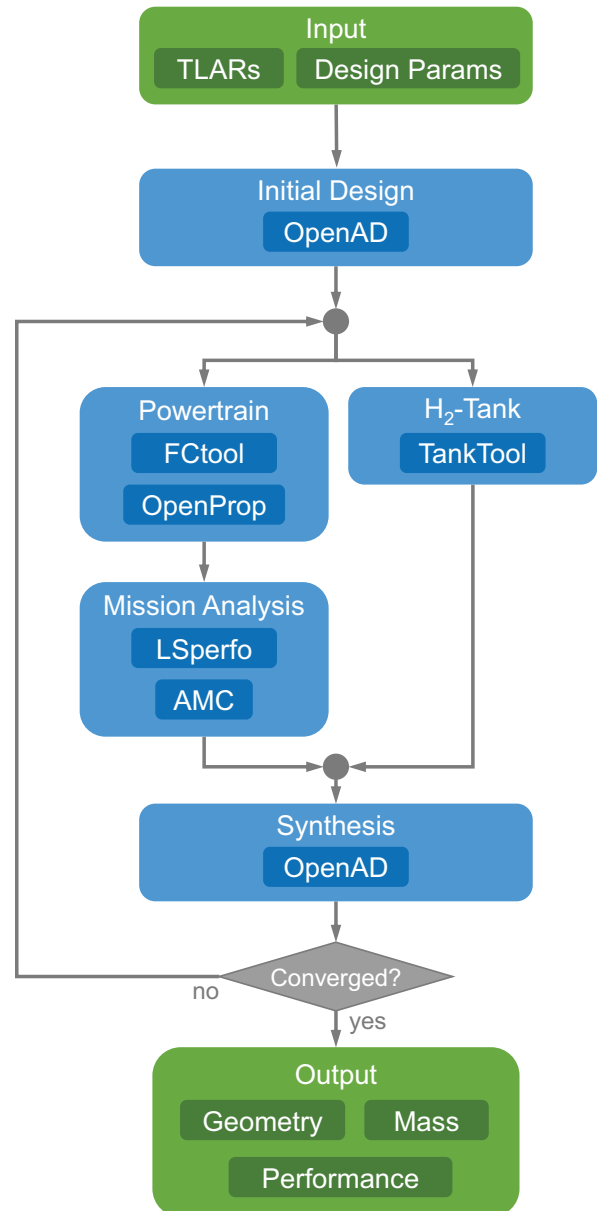 Input
TLARs Design Params
Initial Design
OpenAD
Powertrain
FCtool
OpenProp
H₂-Tank
TankTool
Mission Analysis
LSperfo
AMC
Synthesis
OpenAD
Converged?
no
yes
Output
Geometry Mass
Performance